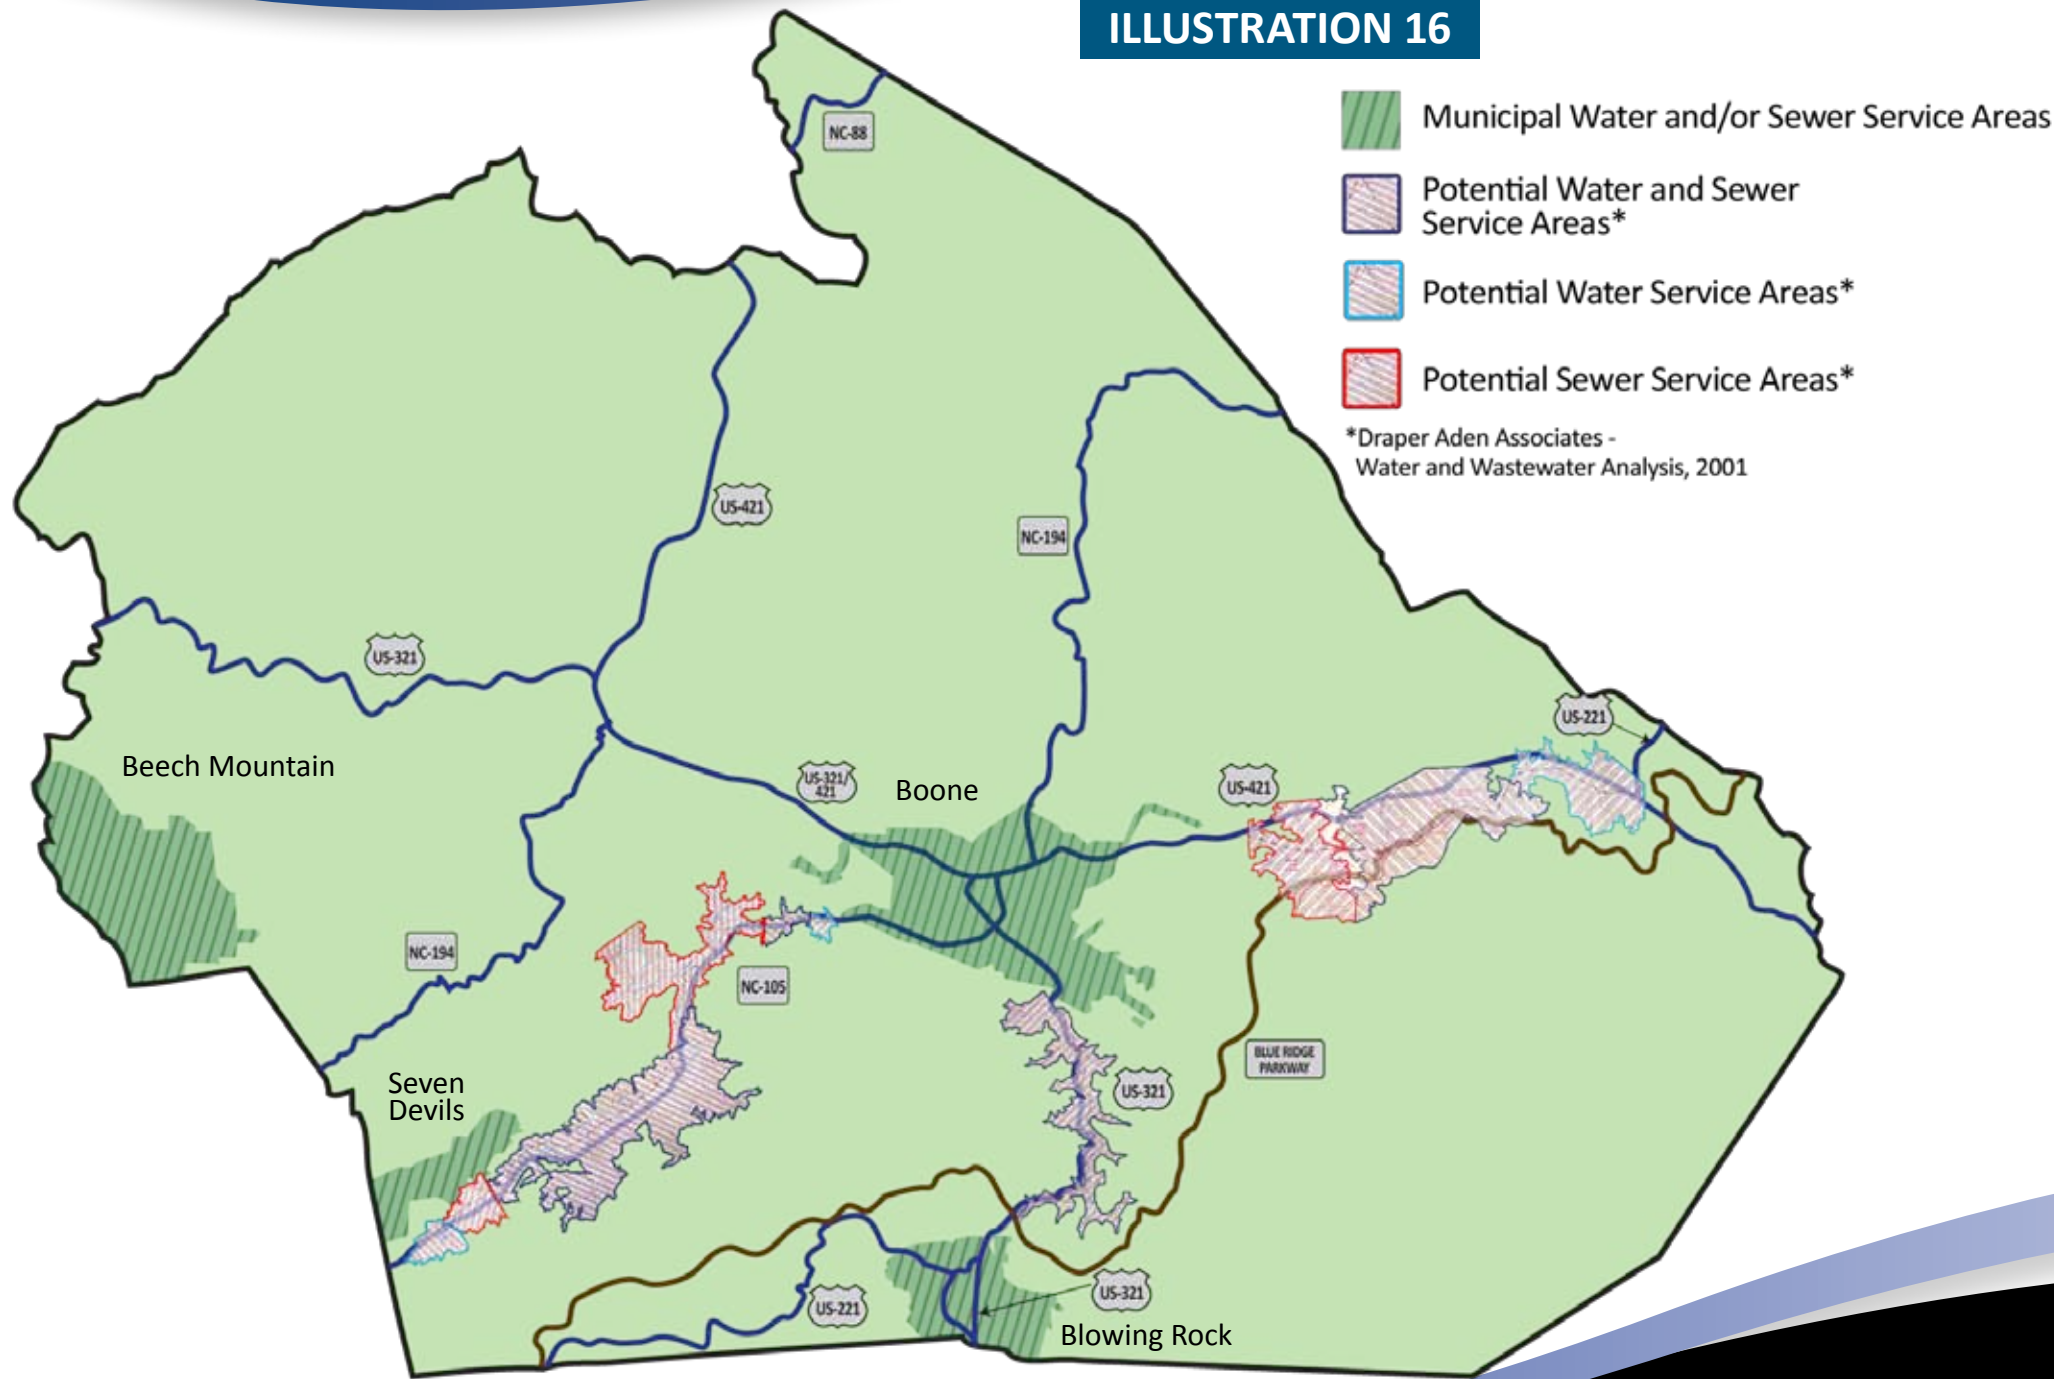 ILLUSTRATION 16
Municipal Water and/or Sewer Service Areas
Potential Water and Sewer
Service Areas*
Potential Water Service Areas*
Potential Sewer Service Areas*
*Draper Aden Associates -
Water and Wastewater Analysis, 2001
NC-88
US-421
NC-194
US-321
US-221
Beech Mountain
US-321/
421
Boone
US-421
NC-194
NC-105
BLUE RIDGE
PARKWAY
Seven
Devils
US-321
US-221
US-321
Blowing Rock